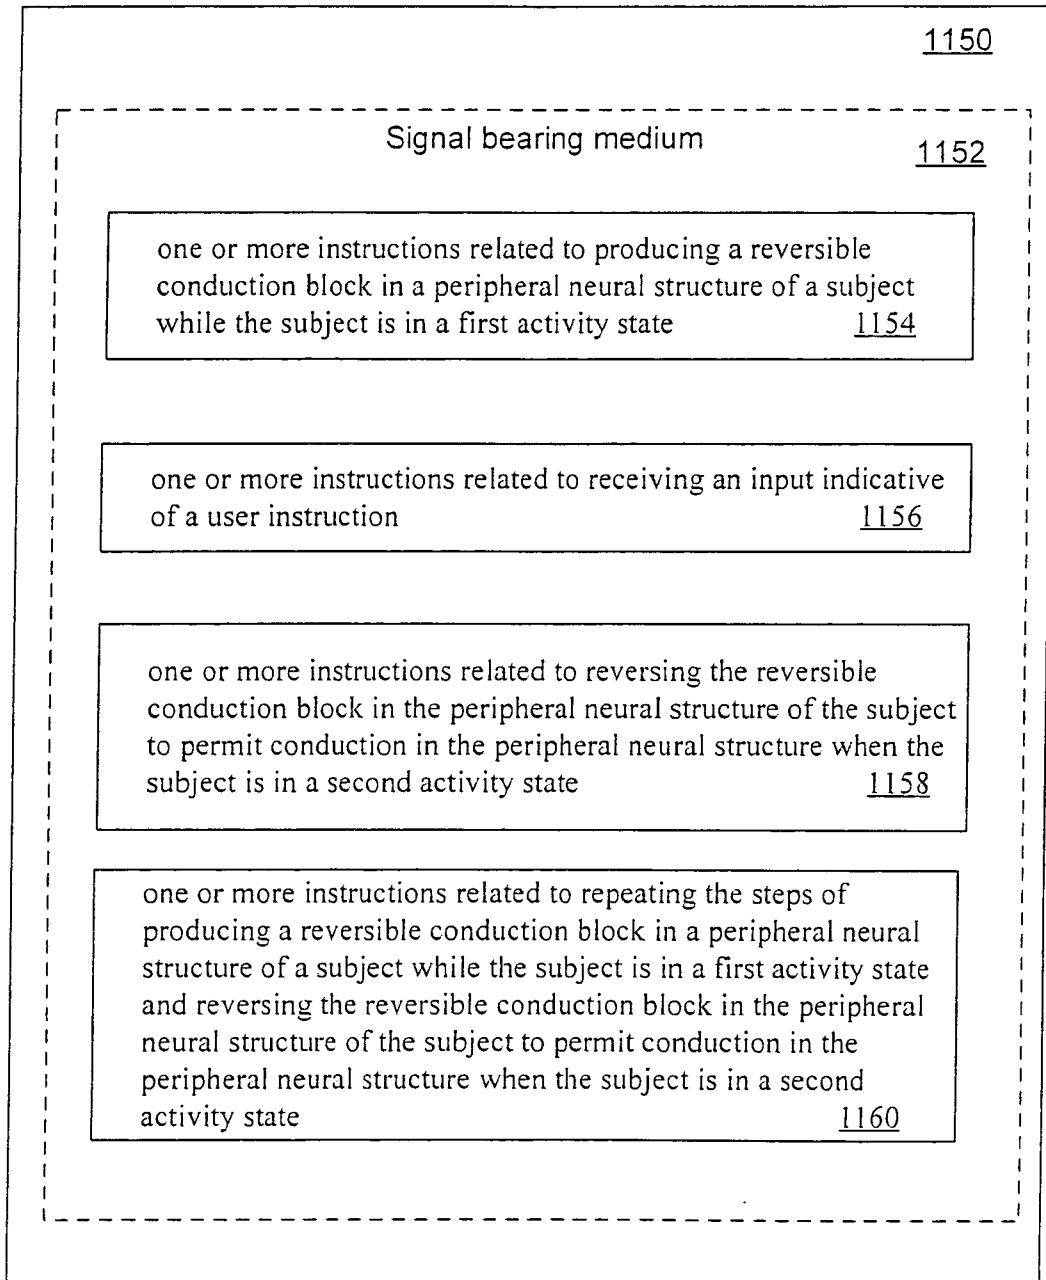 1150
Signal bearing medium
1152
one or more instructions related to producing a reversible
conduction block in a peripheral neural structure of a subject
while the subject is in a first activity state 1154
one or more instructions related to receiving an input indicative
of a user instruction 1156
one or more instructions related to reversing the reversible
conduction block in the peripheral neural structure of the subject
to permit conduction in the peripheral neural structure when the
subject is in a second activity state 1158
one or more instructions related to repeating the steps of
producing a reversible conduction block in a peripheral neural
structure of a subject while the subject is in a first activity state
and reversing the reversible conduction block in the peripheral
neural structure of the subject to permit conduction in the
peripheral neural structure when the subject is in a second
activity state 1160